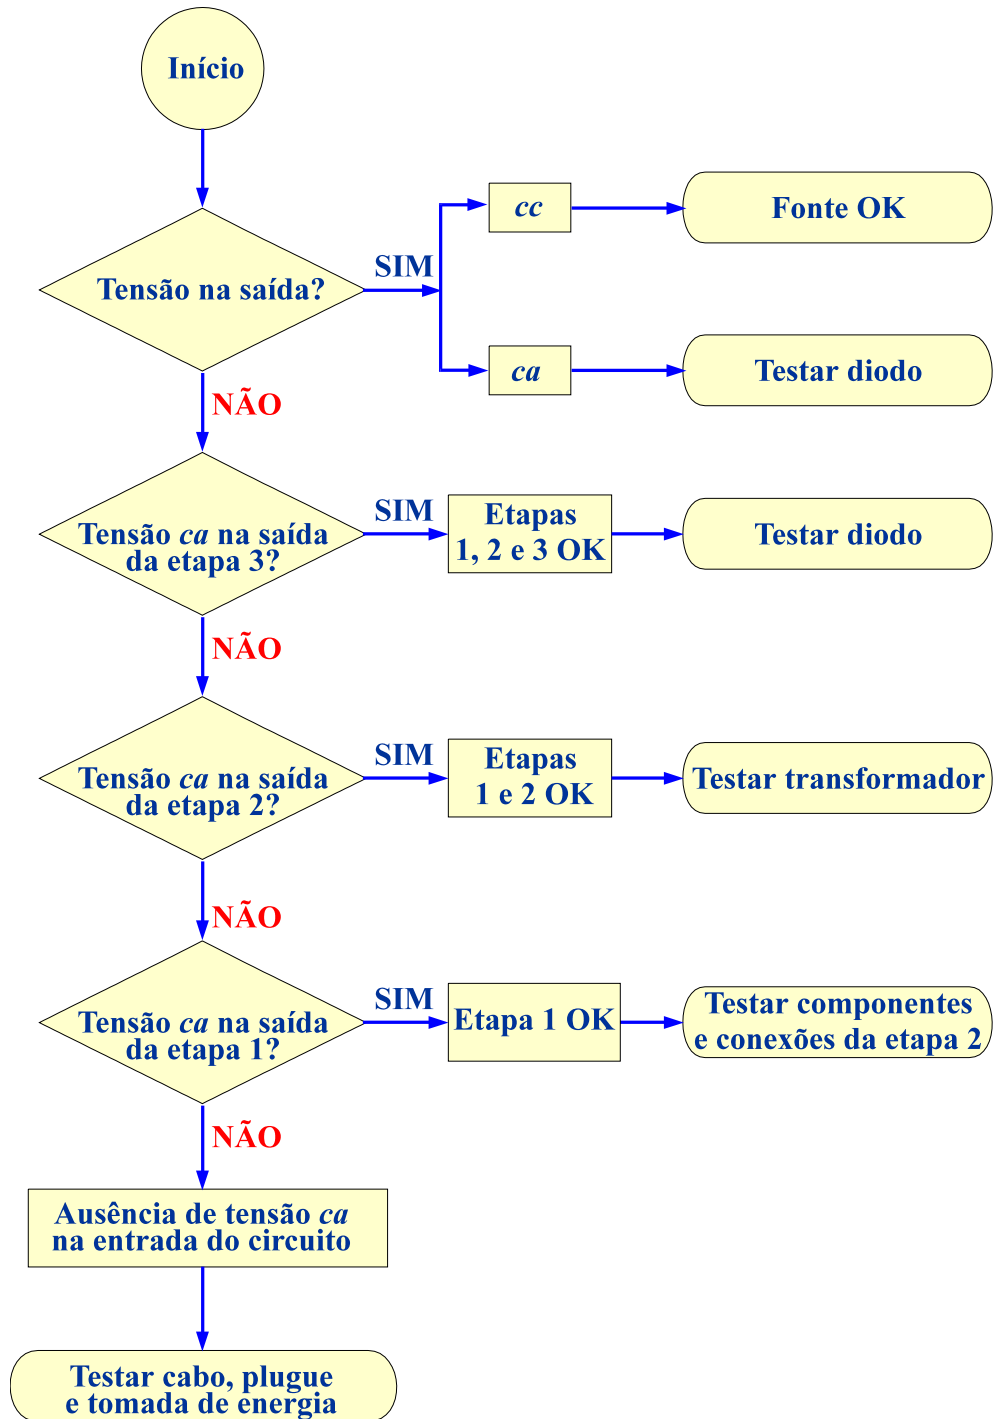 Início
Tensão na saída?
SIM
cc
Fonte OK
ca
Testar diodo
NÃO
Tensão ca na saída
da etapa 3?
SIM
Etapas
1, 2 e 3 OK
Testar diodo
NÃO
Tensão ca na saída
da etapa 2?
SIM
Etapas
1 e 2 OK
Testar transformador
NÃO
Tensão ca na saída
da etapa 1?
SIM
Etapa 1 OK
Testar componentes
e conexões da etapa 2
NÃO
Ausência de tensão ca
na entrada do circuito
Testar cabo, plugue
e tomada de energia